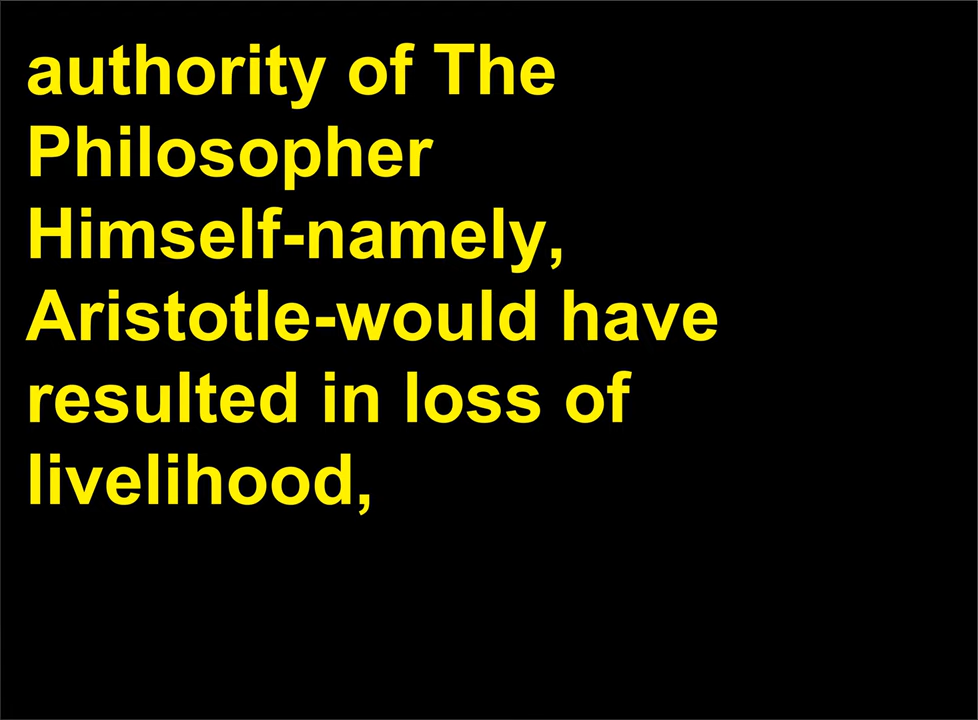 authority of The
Philosopher
Himself-namely,
Aristotle-would have
resulted in loss of
livelihood,